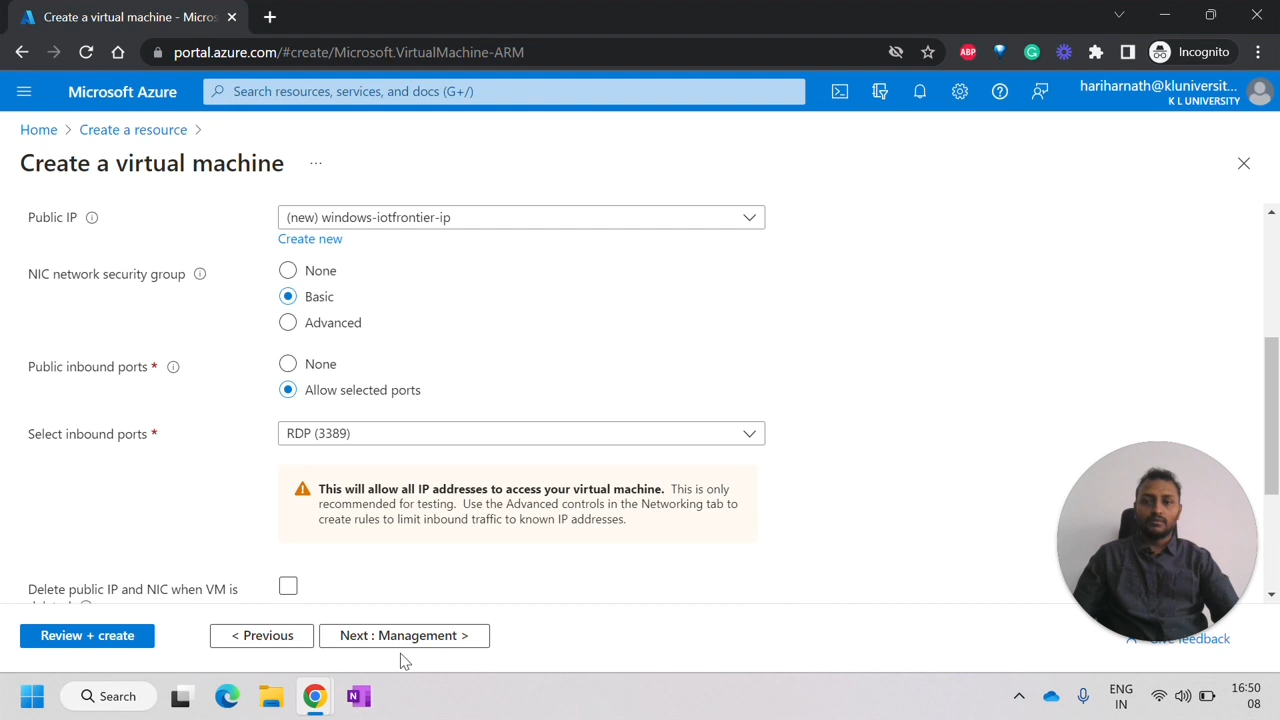 Create a virtual machine - Micros
portal.azure.com/#create/Microsoft.VirtualMachine-ARM
ABP
Incognito
Microsoft Azure
Search resources, services, and docs (G+/)
hariharnath@kluniversit...
K L UNIVERSITY
Home > Create a resource >
Create a virtual machine ...
Public IP
(new) windows-iotfrontier-ip
Create new
NIC network security group
None
Basic
Advanced
Public inbound ports *
None
Allow selected ports
Select inbound ports *
RDP (3389)
This will allow all IP addresses to access your virtual machine. This is only
recommended for testing. Use the Advanced controls in the Networking tab to
create rules to limit inbound traffic to known IP addresses.
Delete public IP and NIC when VM is
Review + create
< Previous
Next : Management >
feedback
Search
ENG
IN
16:50
08